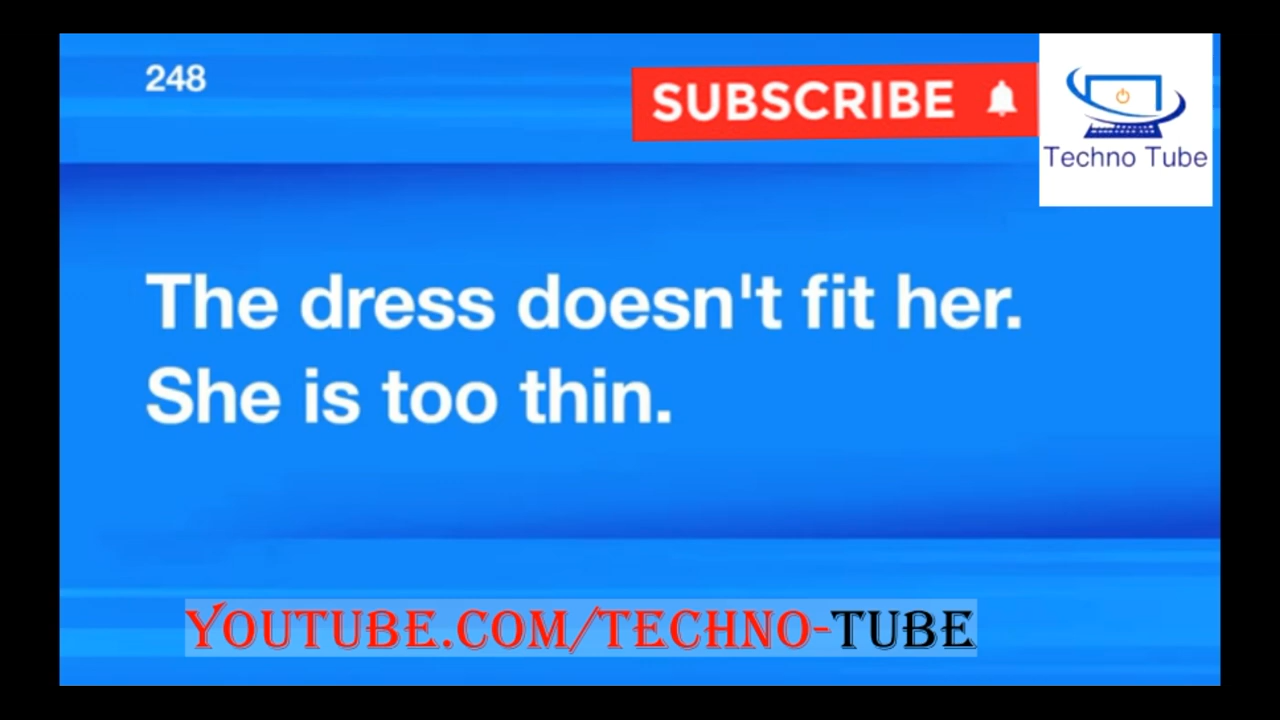 248
SUBSCRIBE
Techno Tube
The dress doesn't fit her.
She is too thin.
YOUTUBE.COM/TECHNO-TUBE